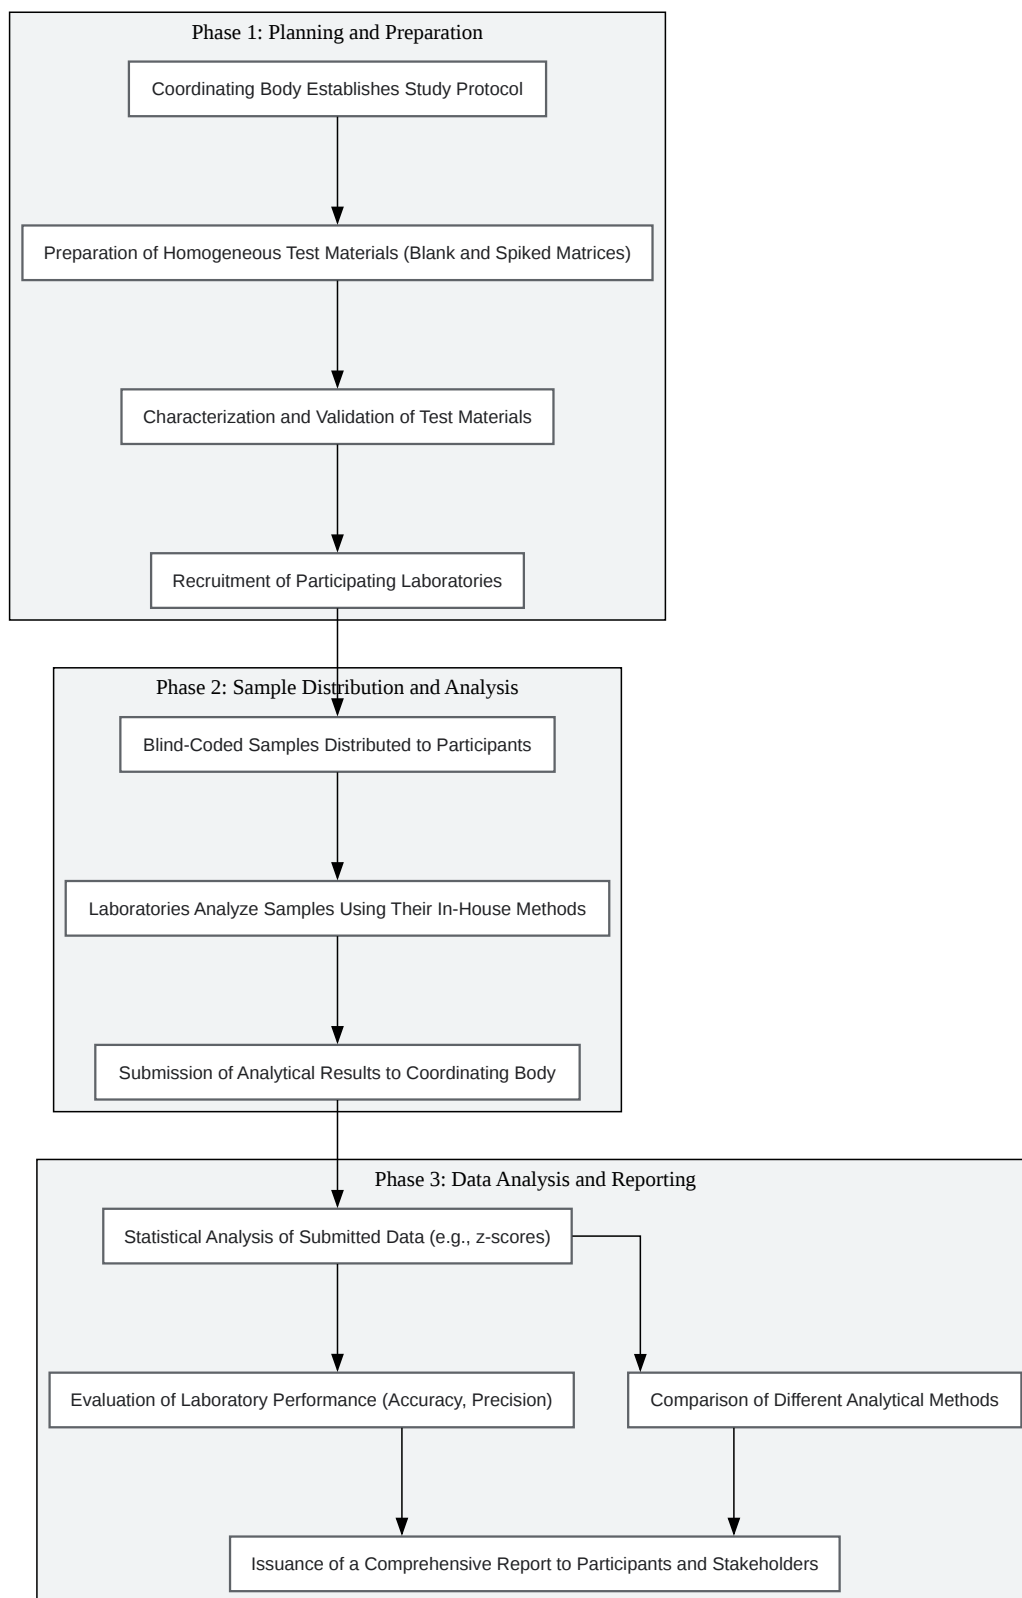 Phase 1: Planning and Preparation
Coordinating Body Establishes Study Protocol
Preparation of Homogeneous Test Materials (Blank and Spiked Matrices)
Characterization and Validation of Test Materials
Recruitment of Participating Laboratories
Phase 2: Sample Distribution and Analysis
Blind-Coded Samples Distributed to Participants
Laboratories Analyze Samples Using Their In-House Methods
Submission of Analytical Results to Coordinating Body
Phase 3: Data Analysis and Reporting
Statistical Analysis of Submitted Data (e.g., z-scores)
Evaluation of Laboratory Performance (Accuracy, Precision)
Comparison of Different Analytical Methods
Issuance of a Comprehensive Report to Participants and Stakeholders